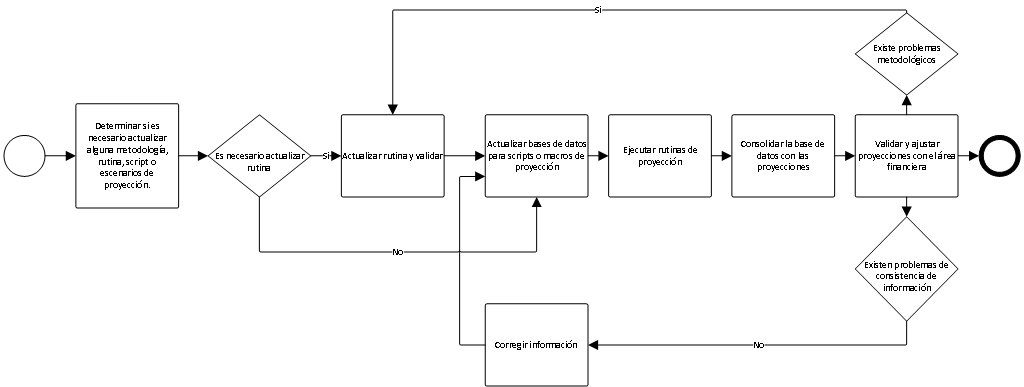 Si
Existe problemas
metodológicos
Determinar si es
necesario actualizar
alguna metodología,
rutina, script o
escenarios de
proyección.
Es necesario actualizar
rutina
Si
Actualizar rutina y validar
Actualizar bases de datos
para scripts o macros de
proyección
Ejecutar rutinas de
proyección
Consolidar la base de
datos con las
proyecciones
Validar y ajustar
proyecciones con el área
financiera
No
Existen problemas de
consistencia de
información
Corregir información
No